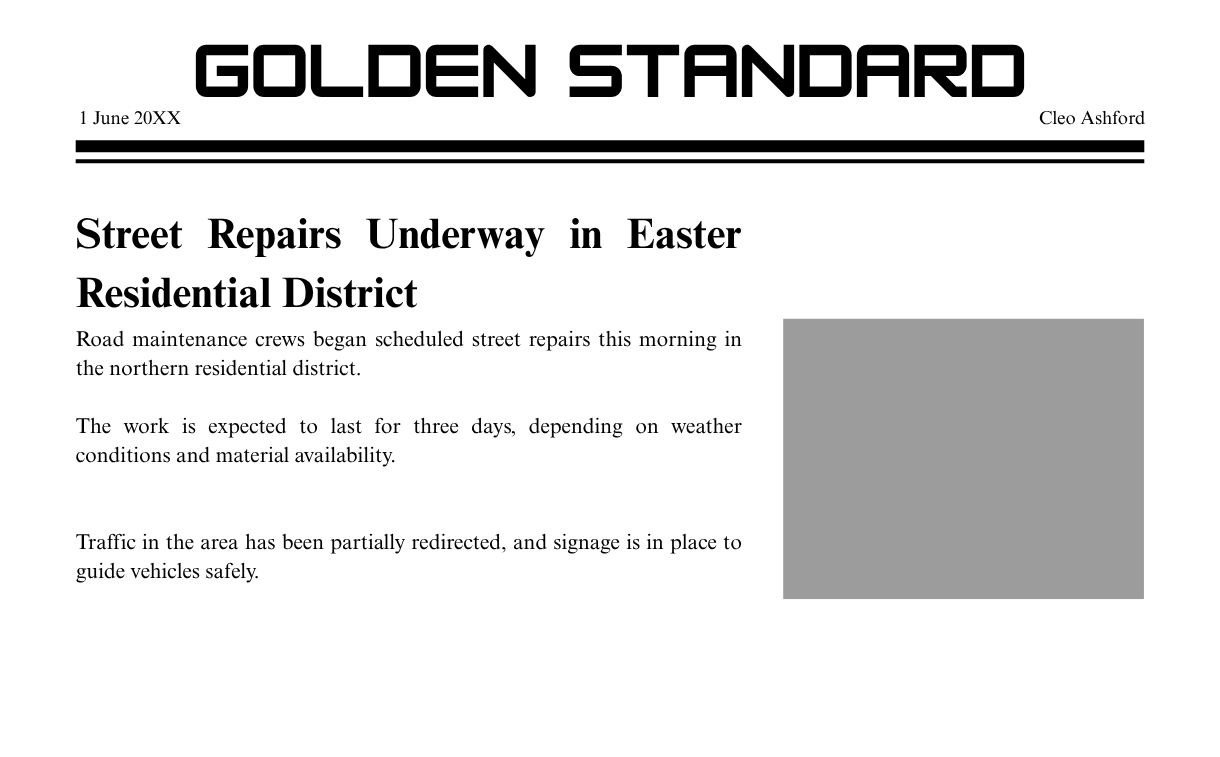 GOLDEN STANDARD
1 June 20XX
Cleo Ashford
Street Repairs Underway in Easter
Residential District
Road maintenance crews began scheduled street repairs this morning in
the northern residential district.
The work is expected to last for three days, depending on weather
conditions and material availability.
Traffic in the area has been partially redirected, and signage is in place to
guide vehicles safely.